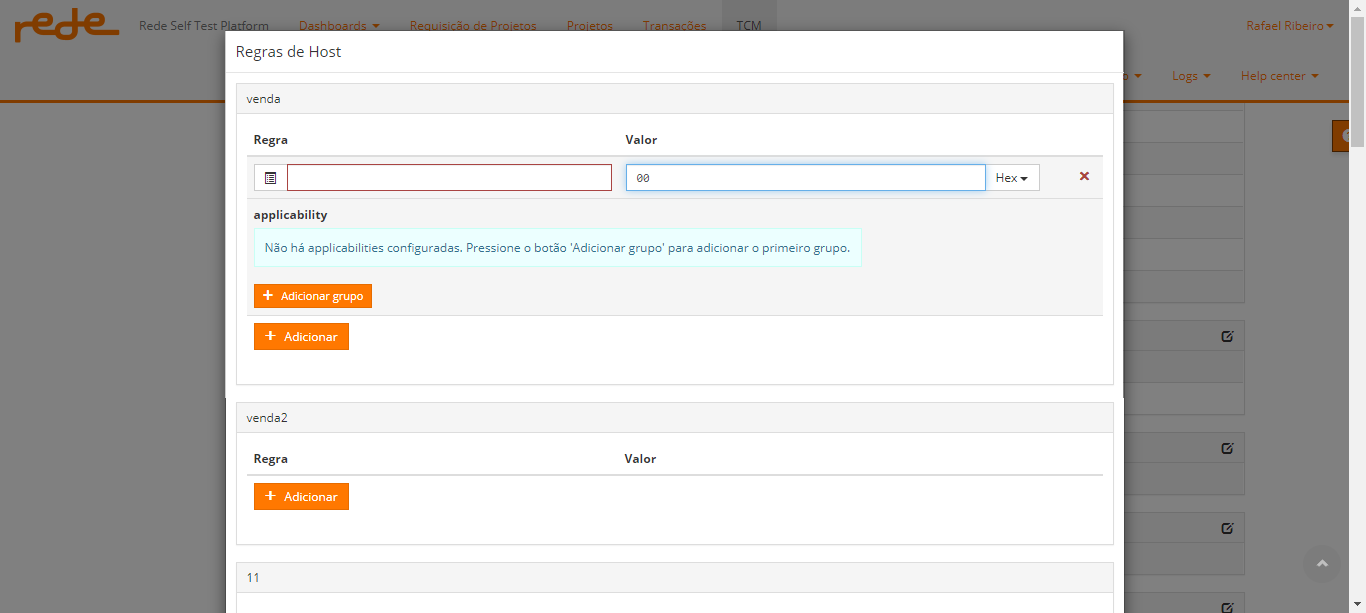 rede Rede Self Test Platform Dashboards Requisição de Projetos Projetos Transações TCM Rafael Ribeiro
Regras de Host
Logs Help center
venda
Regra Valor
00 Hex
applicability
Não há applicabilities configuradas. Pressione o botão 'Adicionar grupo' para adicionar o primeiro grupo.
+ Adicionar grupo
+ Adicionar
venda2
Regra Valor
+ Adicionar
11